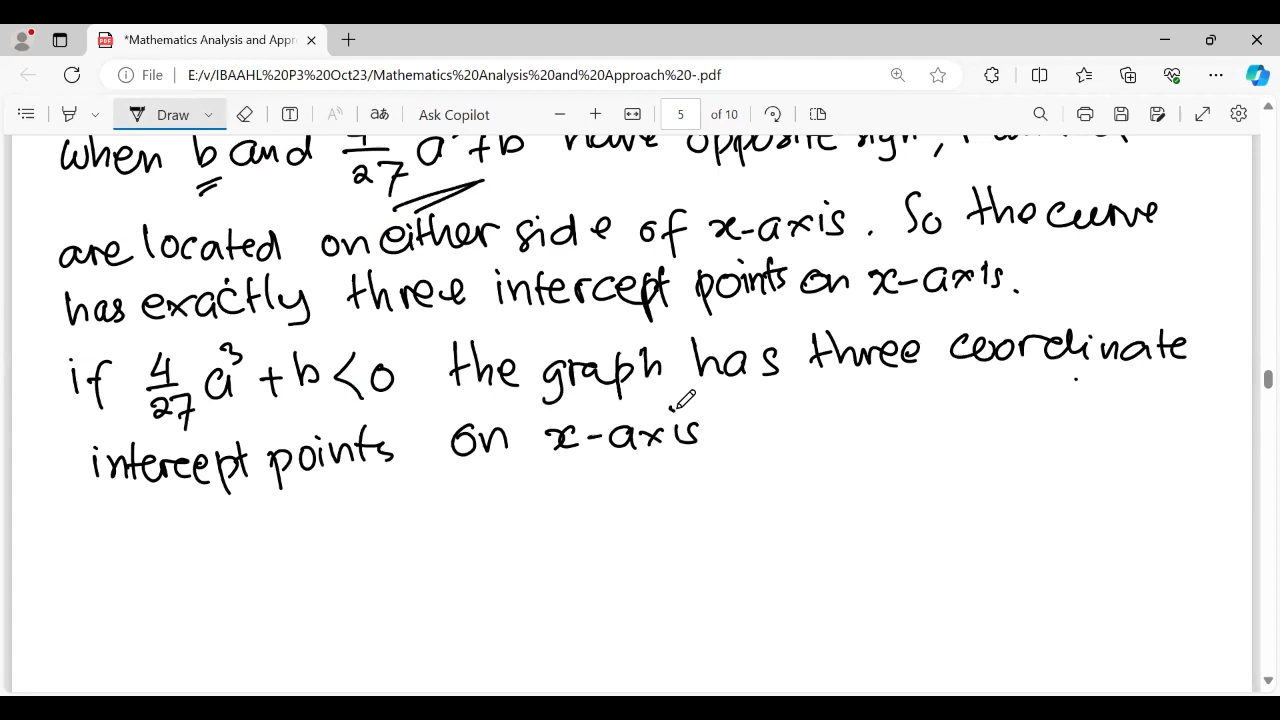 *Mathematics Analysis and Appr
File E:/v/IBAAHL%20P3%20Oct23/Mathematics%20Analysis%20and%20Approach%20-.pdf
Draw aあ Ask Copilot 5 of 10
when b and 4/27 a³+b have opposite sign,
are located on either side of x-axis. So the curve
has exactly three intercept points on x-axis.
if 4/27 a³ + b < 0 the graph has three coordinate
intercept points on x-axis